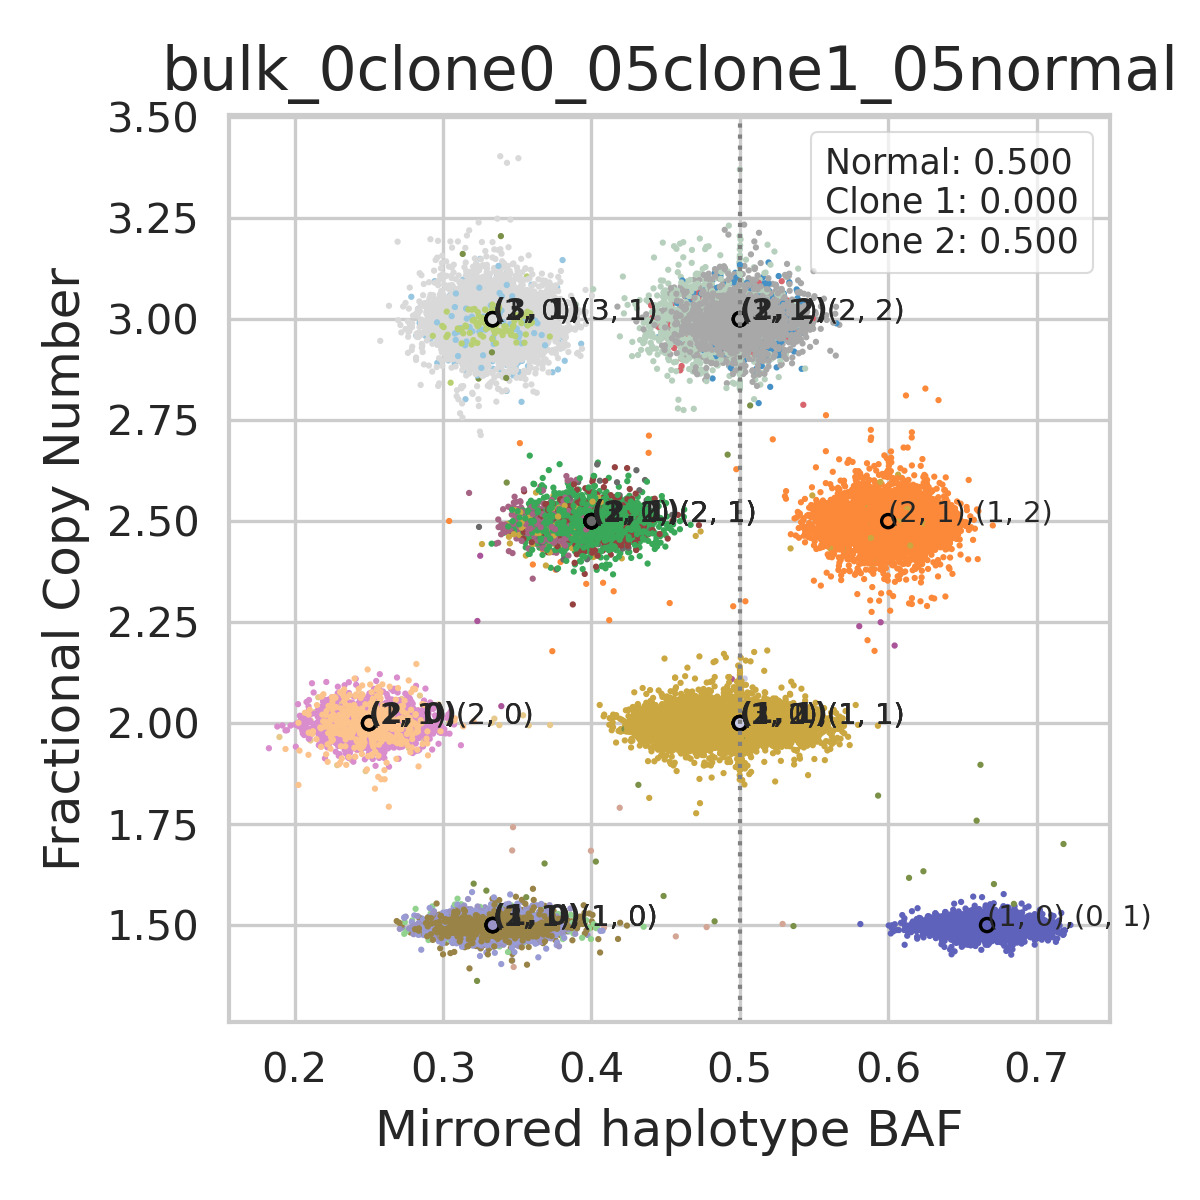 bulk_0clone0_05clone1_05normal
3.50
3.25
3.00
2.75
2.50
2.25
2.00
1.75
1.50
Fractional Copy Number
Normal: 0.500
Clone 1: 0.000
Clone 2: 0.500
(3, 1)
(2, 2)
(2, 1)
(2, 1),(1, 2)
(2, 0)
(1, 1)
(1, 0)
(1, 0),(0, 1)
0.2 0.3 0.4 0.5 0.6 0.7
Mirrored haplotype BAF